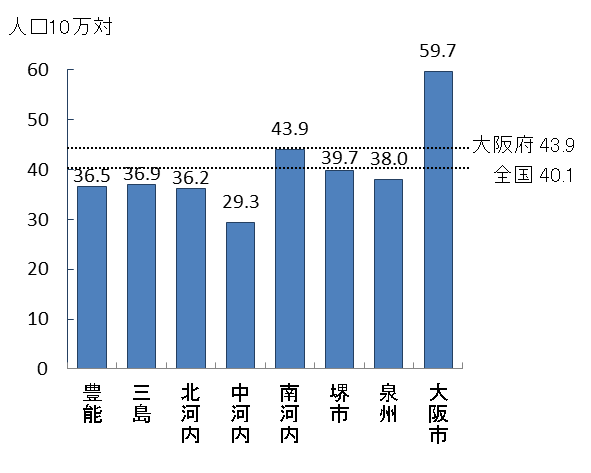 人口10万対
60
50
40
30
20
10
0
59.7
43.9
39.7
38.0
36.5
36.9
36.2
29.3
大阪府 43.9
全国 40.1
豊能
三島
北河内
中河内
南河内
堺市
泉州
大阪市